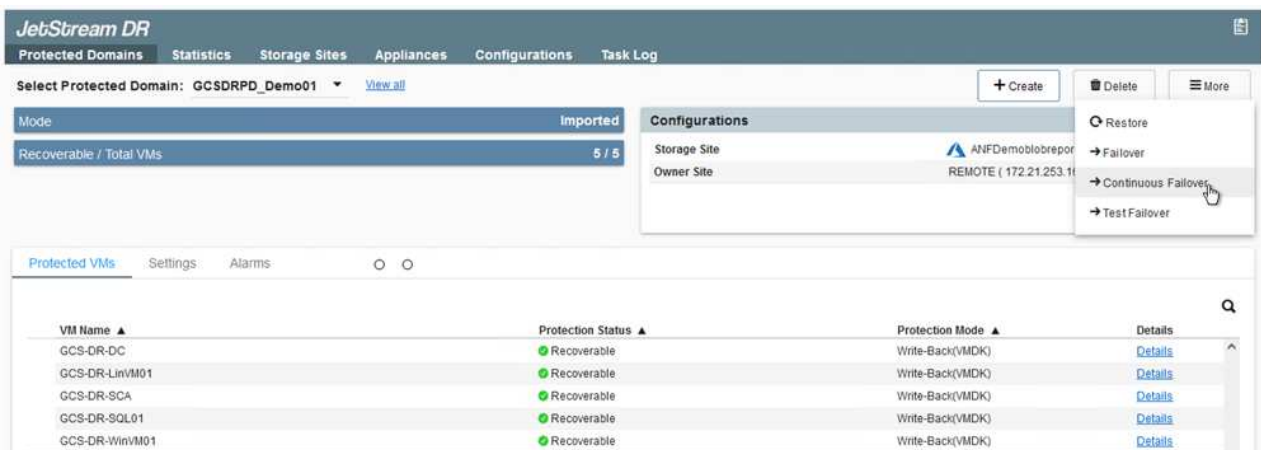 JetStream DR
Protected Domains Statistics Storage Sites Appliances Configurations Task Log
Select Protected Domain: GCSDRPD_Demo01 View all + Create Delete More
Mode Imported Configurations Restore
Recoverable / Total VMs 5 / 5 Storage Site ANFDemoblobrepor Failover
Owner Site REMOTE ( 172.21.253.1 Continuous Failover
Test Failover
Protected VMs Settings Alarms
VM Name ▲ Protection Status ▲ Protection Mode ▲ Details
GCS-DR-DC Recoverable Write-Back(VMDK) Details
GCS-DR-LinVM01 Recoverable Write-Back(VMDK) Details
GCS-DR-SCA Recoverable Write-Back(VMDK) Details
GCS-DR-SQL01 Recoverable Write-Back(VMDK) Details
GCS-DR-WinVM01 Recoverable Write-Back(VMDK) Details